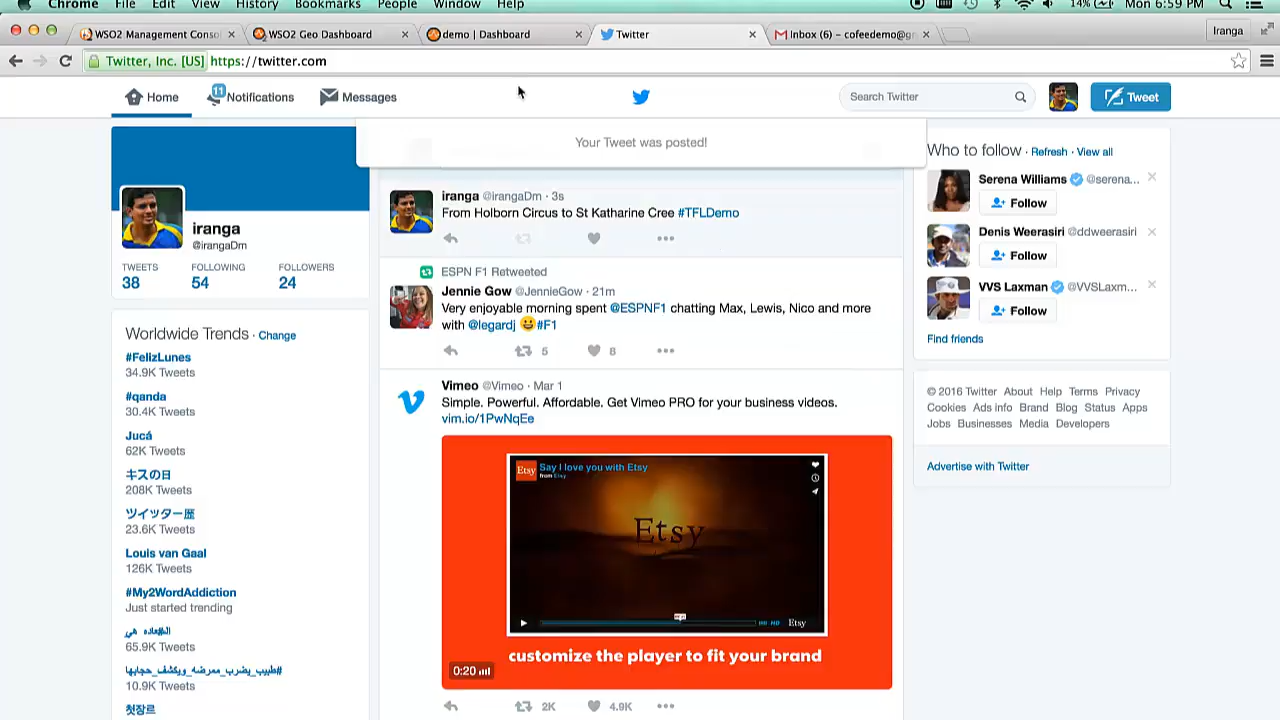 Chrome File Edit View History Bookmarks People Window Help 14% Mon 6:59 PM
WSO2 Management Consol × WSO2 Geo Dashboard × demo | Dashboard × Twitter × Inbox (6) – cofeedemo@gr × Iranga
Twitter, Inc. [US] https://twitter.com
Home 11 Notifications Messages Search Twitter Tweet
Your Tweet was posted!
iranga
@irangaDm
TWEETS FOLLOWING FOLLOWERS
38 54 24
Worldwide Trends · Change
#FelizLunes
34.9K Tweets
#qanda
30.4K Tweets
Jucá
62K Tweets
キスの日
208K Tweets
ツイッター歴
23.6K Tweets
Louis van Gaal
126K Tweets
#My2WordAddiction
Just started trending
65.9K Tweets
#طبيب_يضرب_ممرضه_ويكشف_حجابها
10.9K Tweets
첫장르
iranga @irangaDm · 3s
From Holborn Circus to St Katharine Cree #TFLDemo
ESPN F1 Retweeted
Jennie Gow @JennieGow · 21m
Very enjoyable morning spent @ESPNF1 chatting Max, Lewis, Nico and more
with @legardj 😀#F1
5 8
Vimeo @Vimeo · Mar 1
Simple. Powerful. Affordable. Get Vimeo PRO for your business videos.
vim.io/1PwNqEe
Etsy Say I love you with Etsy
from Etsy
Etsy
HD Etsy
customize the player to fit your brand
0:20
2K 4.9K
Who to follow · Refresh · View all
Serena Williams @serena...
Follow
Denis Weerasiri @ddweerasiri
Follow
VVS Laxman @VVSLaxm...
Follow
Find friends
© 2016 Twitter About Help Terms Privacy
Cookies Ads info Brand Blog Status Apps
Jobs Businesses Media Developers
Advertise with Twitter